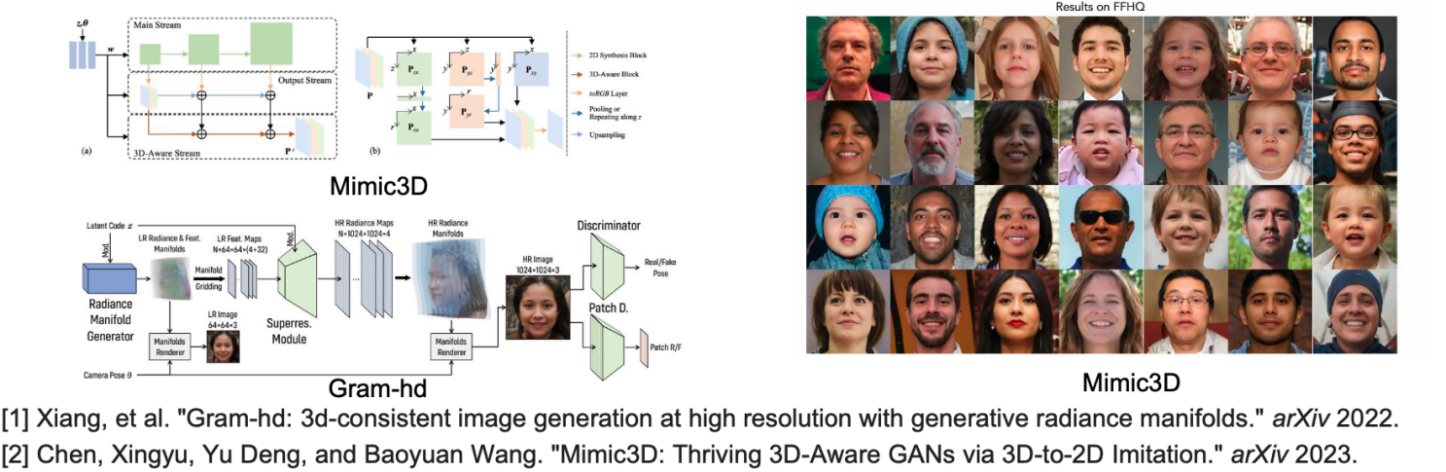 z,θ
w
Main Stream
Output Stream
3D-Aware Stream
P^c
(a)
P
x
z
P_zx
x
r
P_rx
z
y
P_yz
r
y
P_yr
y
x
y
P_xy
(b)
2D Synthesis Block
3D-Aware Block
toRGB Layer
Pooling or
Repeating along z
Upsampling
Mimic3D
Latent Code z
Mod.
Radiance
Manifold
Generator
LR Radiance & Feat.
Manifolds
Manifold
Gridding
LR Feat. Maps
N×64×64×(4+32)
Mod.
Superres.
Module
HR Radiance Maps
N×1024×1024×4
HR Radiance
Manifolds
LR Image
64×64×3
Manifolds
Renderer
Manifolds
Renderer
Camera Pose θ
HR Image
1024×1024×3
Discriminator
Real/Fake
Pose
Patch D.
Patch R/F
Gram-hd
Results on FFHQ
Mimic3D
[1] Xiang, et al. "Gram-hd: 3d-consistent image generation at high resolution with generative radiance manifolds." arXiv 2022.
[2] Chen, Xingyu, Yu Deng, and Baoyuan Wang. "Mimic3D: Thriving 3D-Aware GANs via 3D-to-2D Imitation." arXiv 2023.